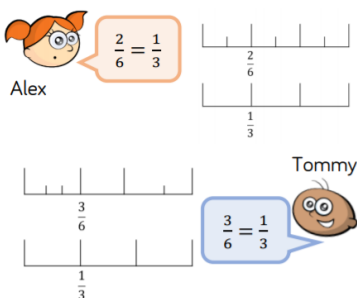 2/6 = 1/3
Alex
2/6
1/3
Tommy
3/6
3/6 = 1/3
1/3